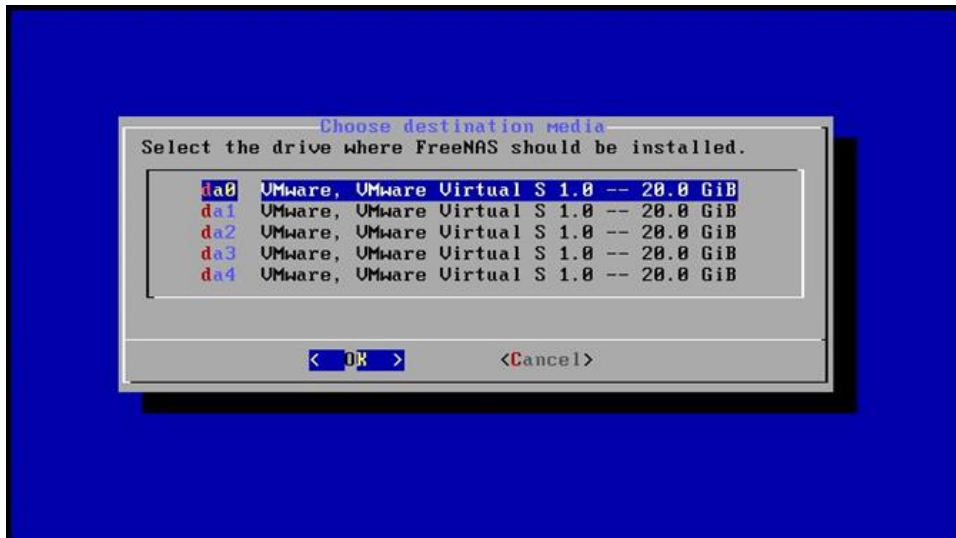 Choose destination media
Select the drive where FreeNAS should be installed.
da0 VMware, VMware Virtual S 1.0 -- 20.0 GiB
da1 VMware, VMware Virtual S 1.0 -- 20.0 GiB
da2 VMware, VMware Virtual S 1.0 -- 20.0 GiB
da3 VMware, VMware Virtual S 1.0 -- 20.0 GiB
da4 VMware, VMware Virtual S 1.0 -- 20.0 GiB
< OK > <Cancel>